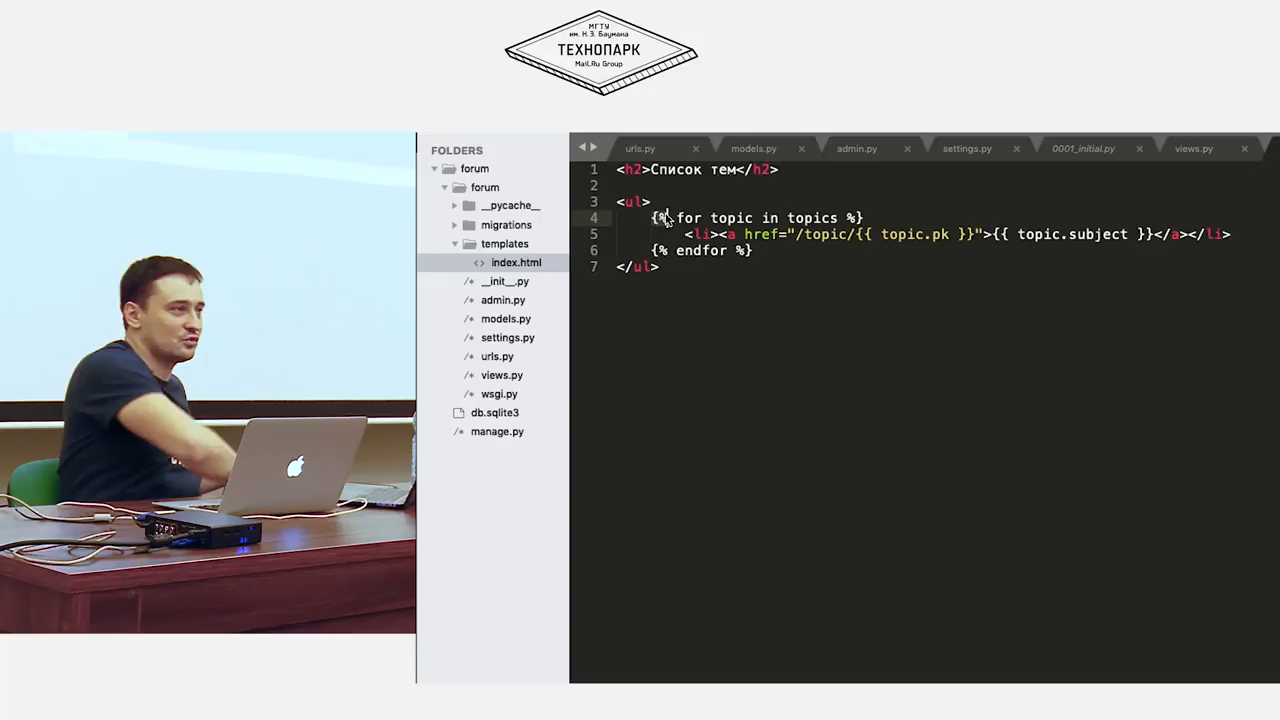 МГТУ
им. Н.Э. Баумана
ТЕХНОПАРК
Mail.Ru Group
FOLDERS
forum
forum
__pycache__
migrations
templates
<> index.html
/* __init__.py
/* admin.py
/* models.py
/* settings.py
/* urls.py
/* views.py
/* wsgi.py
db.sqlite3
/* manage.py
urls.py × models.py × admin.py × settings.py × 0001_initial.py × views.py ×
1 <h2>Список тем</h2>
2
3 <ul>
4 {% for topic in topics %}
5 <li><a href="/topic/{{ topic.pk }}">{{ topic.subject }}</a></li>
6 {% endfor %}
7 </ul>